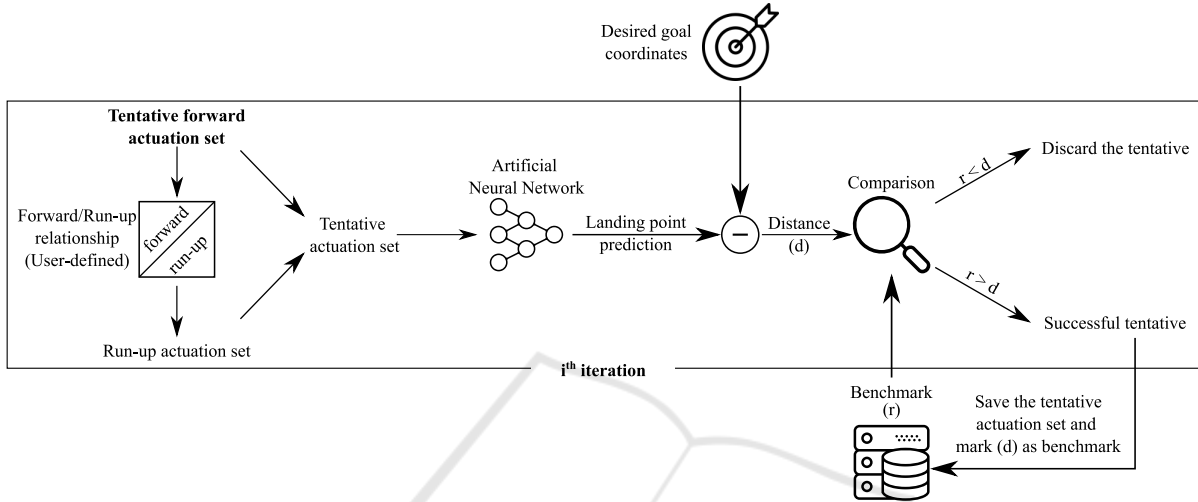 Desired goal
coordinates
Tentative forward
actuation set
Forward/Run-up
relationship
(User-defined)
forward
run-up
Run-up actuation set
Tentative
actuation set
Artificial
Neural Network
Landing point
prediction
−
Distance
(d)
Comparison
r < d
Discard the tentative
r > d
Successful tentative
ith iteration
Benchmark
(r)
Save the tentative
actuation set and
mark (d) as benchmark